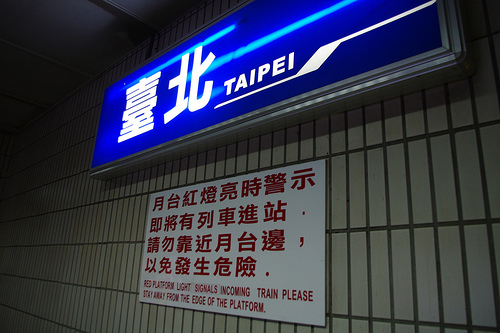 臺北 TAIPEI
月台紅燈亮時警示
即將有列車進站．
請勿靠近月台邊，
以免發生危險．
RED PLATFORM LIGHT SIGNALS INCOMING TRAIN PLEASE
STAY AWAY FROM THE EDGE OF THE PLATFORM.